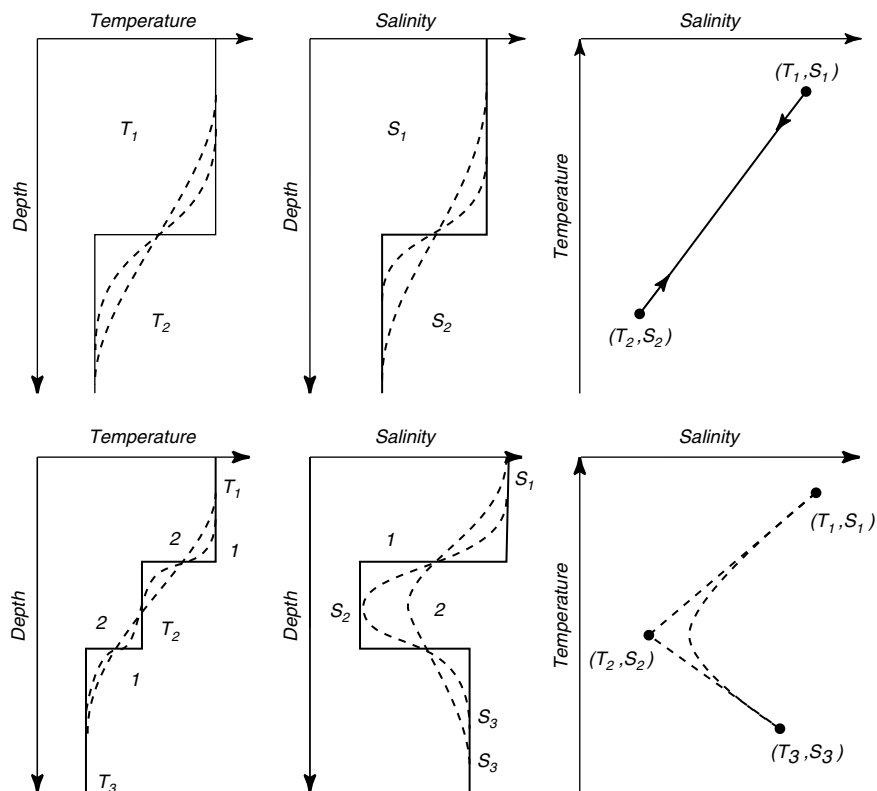 Temperature
Depth
T1
T2
Salinity
Depth
S1
S2
Salinity
Temperature
(T1,S1)
(T2,S2)
Temperature
Depth
T1
2
1
2
T2
1
T3
Salinity
Depth
S1
1
S2
2
S3
S3
Salinity
Temperature
(T1,S1)
(T2,S2)
(T3,S3)